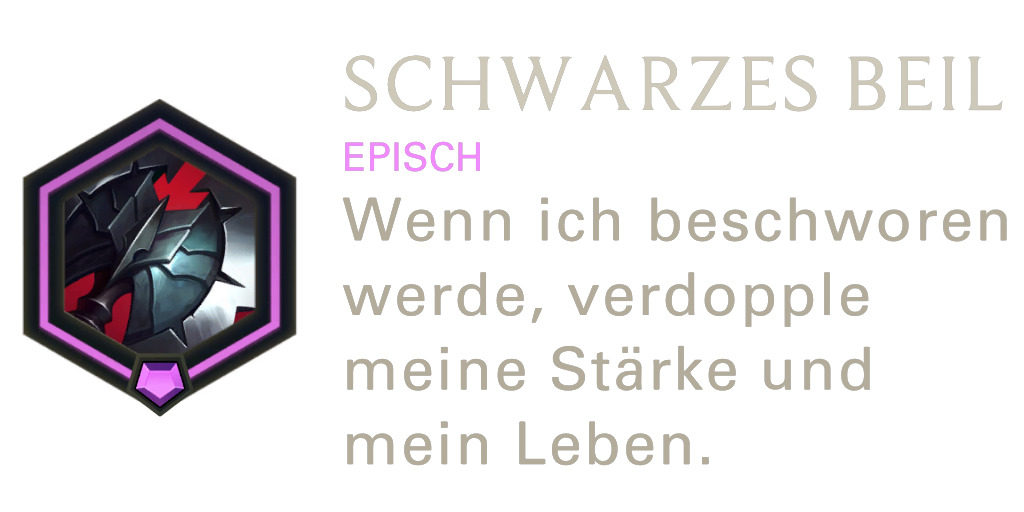 SCHWARZES BEIL
EPISCH
Wenn ich beschworen
werde, verdopple
meine Stärke und
mein Leben.